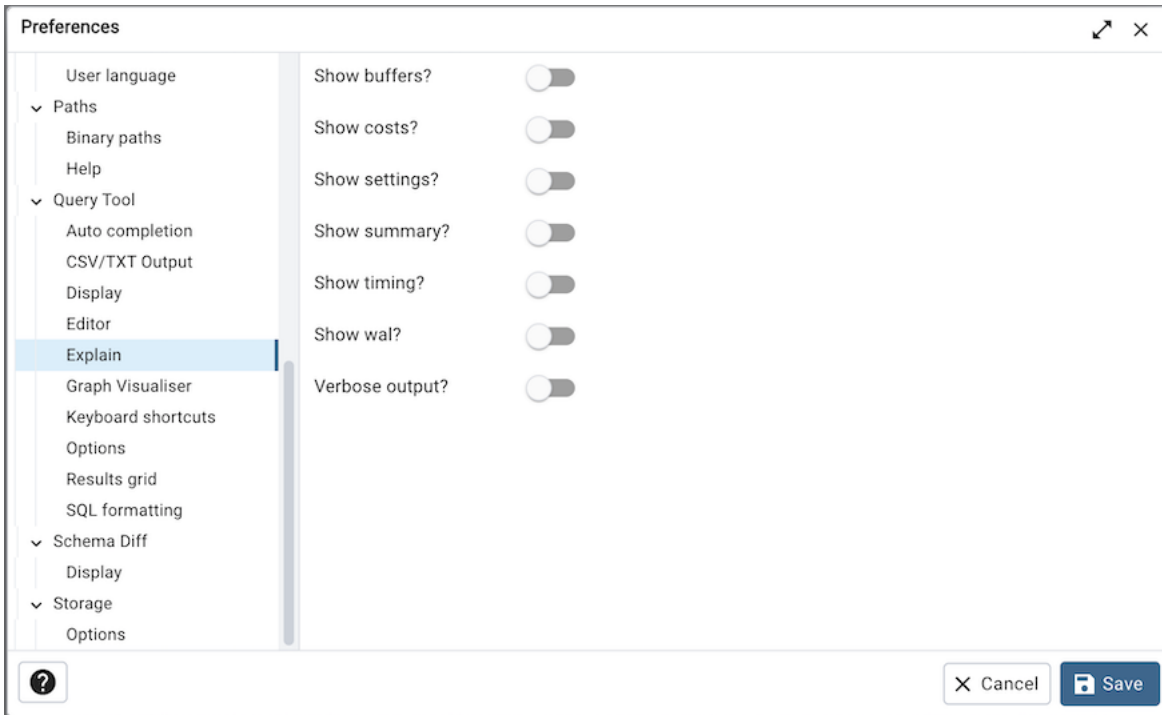 Preferences
User language
Paths
Binary paths
Help
Query Tool
Auto completion
CSV/TXT Output
Display
Editor
Explain
Graph Visualiser
Keyboard shortcuts
Options
Results grid
SQL formatting
Schema Diff
Display
Storage
Options
Show buffers?
Show costs?
Show settings?
Show summary?
Show timing?
Show wal?
Verbose output?
?
Cancel
Save